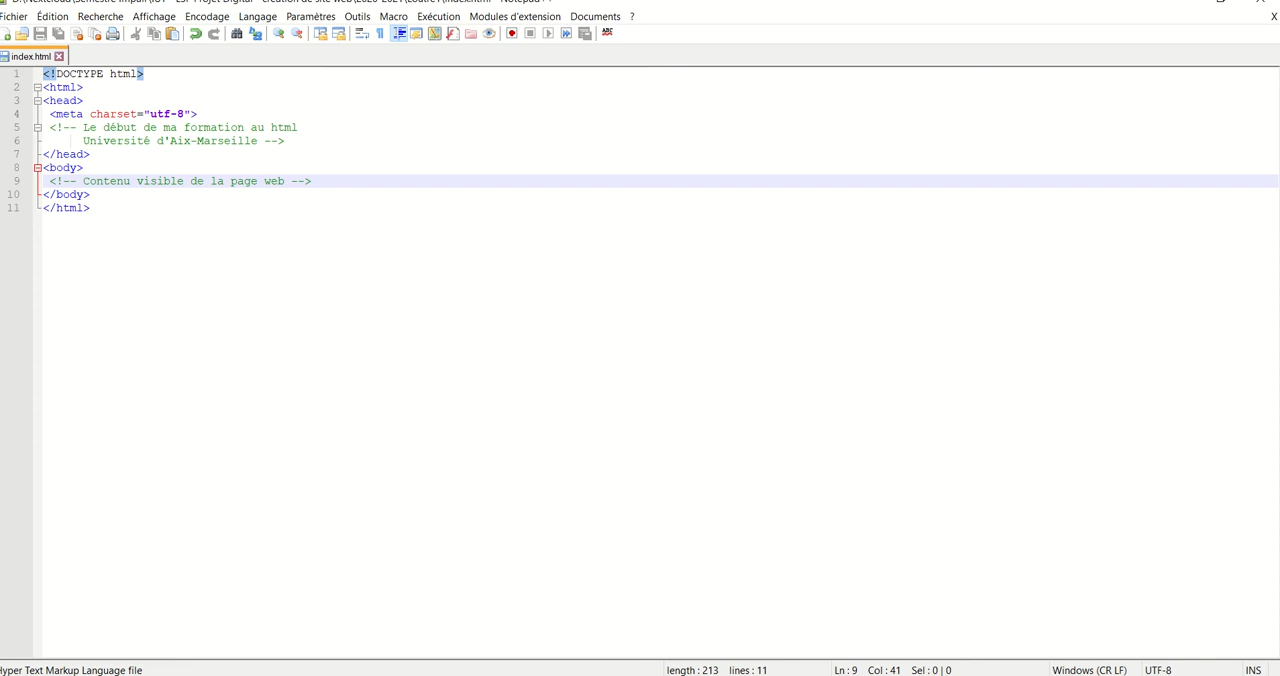 Fichier Édition Recherche Affichage Encodage Langage Paramètres Outils Macro Exécution Modules d'extension Documents ? X
index.html
1 <!DOCTYPE html>
2 <html>
3 <head>
4 <meta charset="utf-8">
5 <!-- Le début de ma formation au html
6 Université d'Aix-Marseille -->
7 </head>
8 <body>
9 <!-- Contenu visible de la page web -->
10 </body>
11 </html>
Hyper Text Markup Language file length : 213 lines : 11 Ln : 9 Col : 41 Sel : 0 | 0 Windows (CR LF) UTF-8 INS